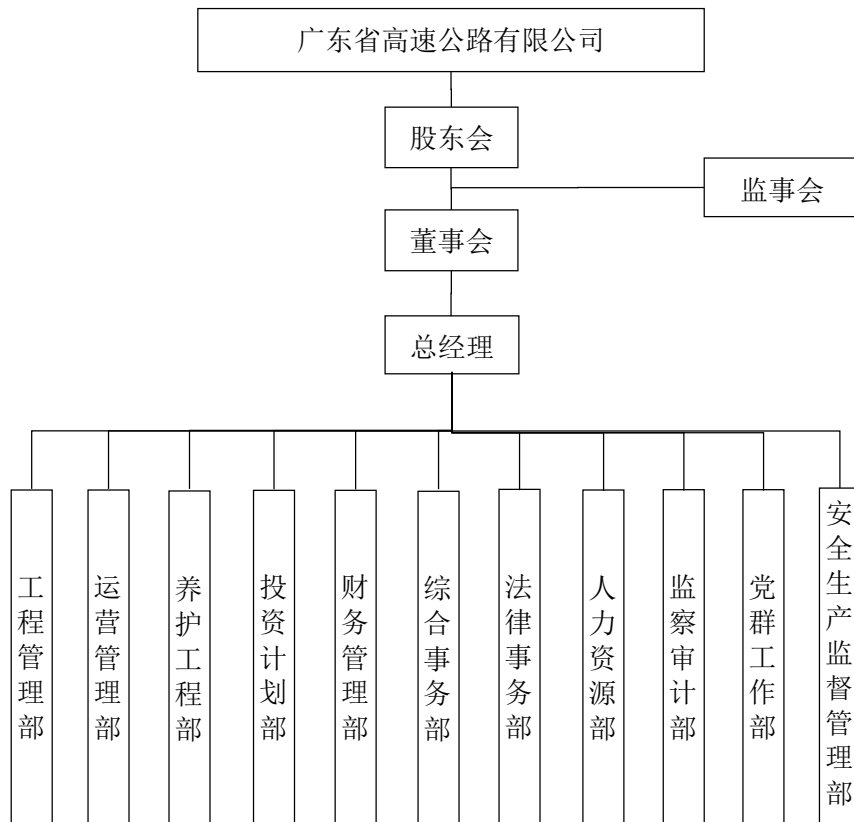 广东省高速公路有限公司
股东会
监事会
董事会
总经理
工程管理部
运营管理部
养护工程部
投资计划部
财务管理部
综合事务部
法律事务部
人力资源部
监察审计部
党群工作部
安全生产监督管理部